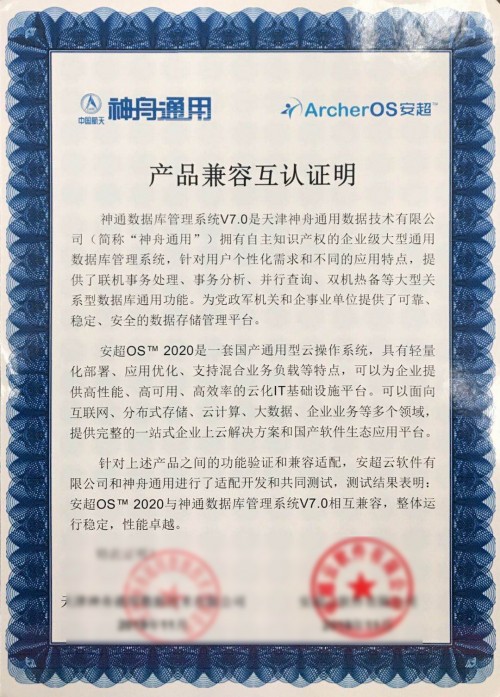 中国航天 神舟通用 ArcherOS安超™
产品兼容互认证明
神通数据库管理系统V7.0是天津神舟通用数据技术有限公
司（简称“神舟通用”）拥有自主知识产权的企业级大型通用
数据库管理系统，针对用户个性化需求和不同的应用特点，提
供了联机事务处理、事务分析、并行查询、双机热备等大型关
系型数据库通用功能。为党政军机关和企事业单位提供了可靠、
稳定、安全的数据存储管理平台。
安超OS™ 2020是一套国产通用型云操作系统，具有轻量
化部署、应用优化、支持混合业务负载等特点，可以为企业提
供高性能、高可用、高效率的云化IT基础设施平台。可以面向
互联网、分布式存储、云计算、大数据、企业业务等多个领域，
提供完整的一站式企业上云解决方案和国产软件生态应用平台。
针对上述产品之间的功能验证和兼容适配，安超云软件有
限公司和神舟通用进行了适配开发和共同测试，测试结果表明：
安超OS™ 2020与神通数据库管理系统V7.0相互兼容，整体运
行稳定，性能卓越。